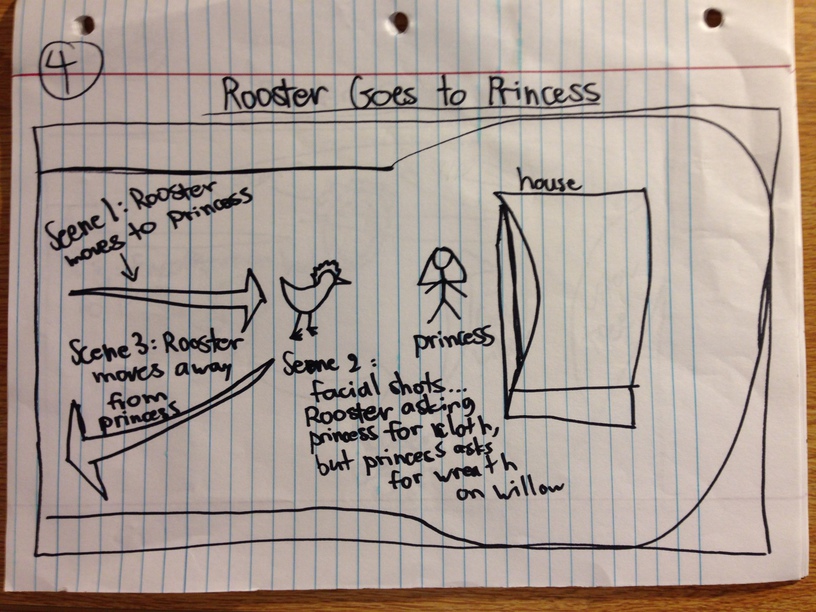 4
Rooster Goes to Princess
house
Scene 1: Rooster
moves to princess
princess
Scene 3: Rooster
moves away
from
princess
Scene 2:
facial shots...
Rooster asking
princess for cloth,
but princess asks
for wreath
on willow